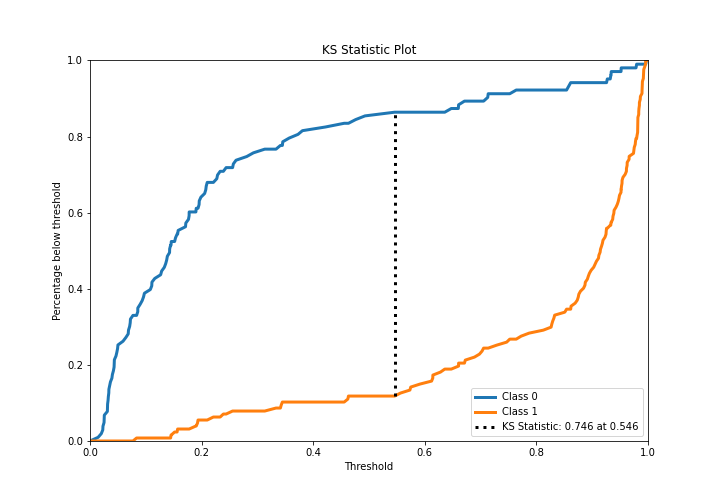 KS Statistic Plot
1.0
0.8
0.6
0.4
0.2
0.0
Percentage below threshold
0.0 0.2 0.4 0.6 0.8 1.0
Threshold
Class 0
Class 1
KS Statistic: 0.746 at 0.546